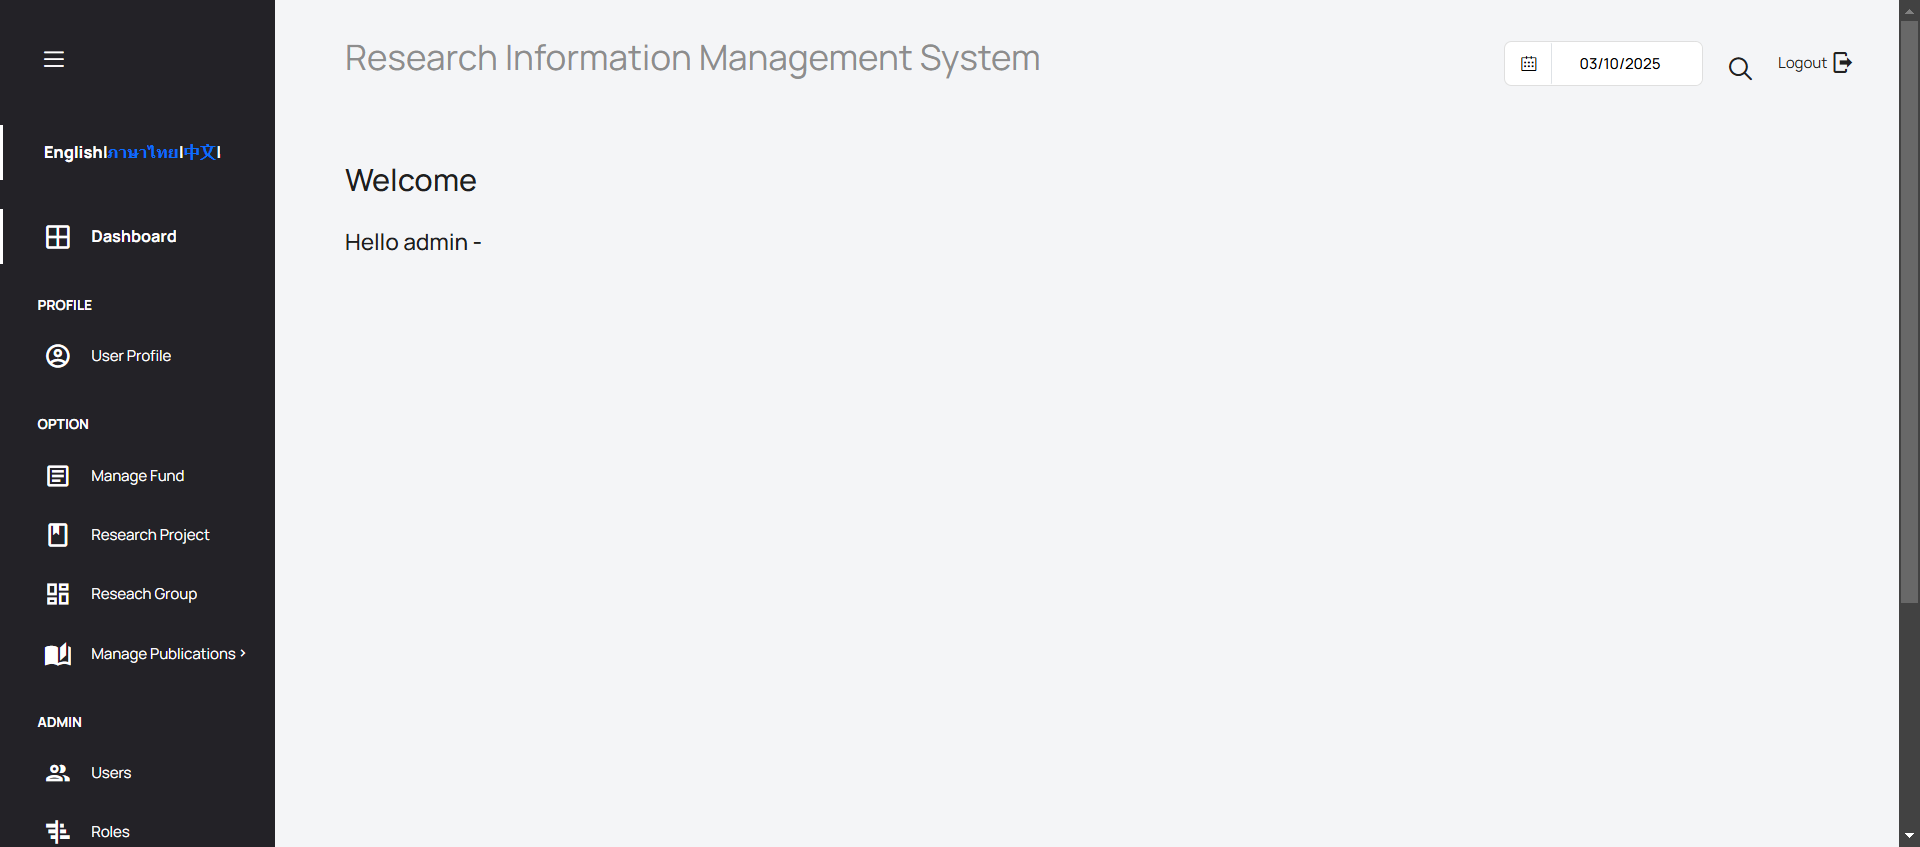 Research Information Management System
03/10/2025
Logout
English|ภาษาไทย|中文|
Dashboard
PROFILE
User Profile
OPTION
Manage Fund
Research Project
Reseach Group
Manage Publications >
ADMIN
Users
Roles
Welcome
Hello admin -